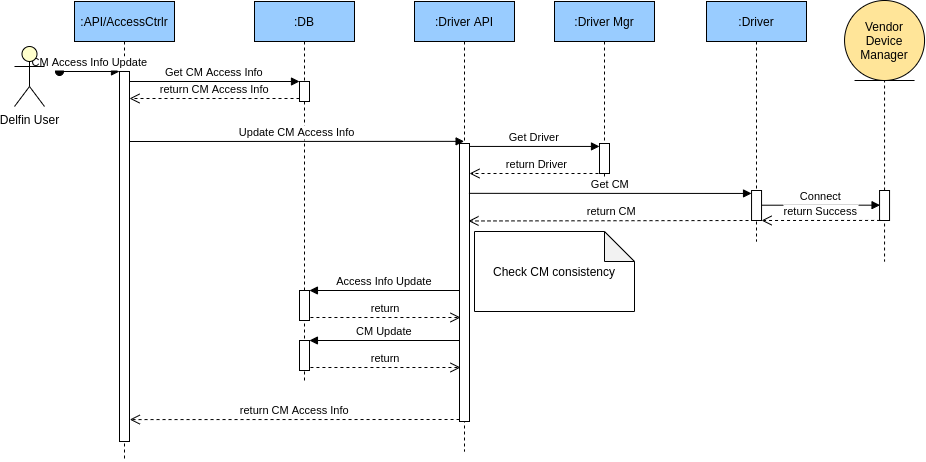 :API/AccessCtrlr
:DB
:Driver API
:Driver Mgr
:Driver
Vendor
Device
Manager
CM Access Info Update
Delfin User
Get CM Access Info
return CM Access Info
Update CM Access Info
Get Driver
return Driver
Get CM
Connect
return Success
return CM
Check CM consistency
Access Info Update
return
CM Update
return
return CM Access Info